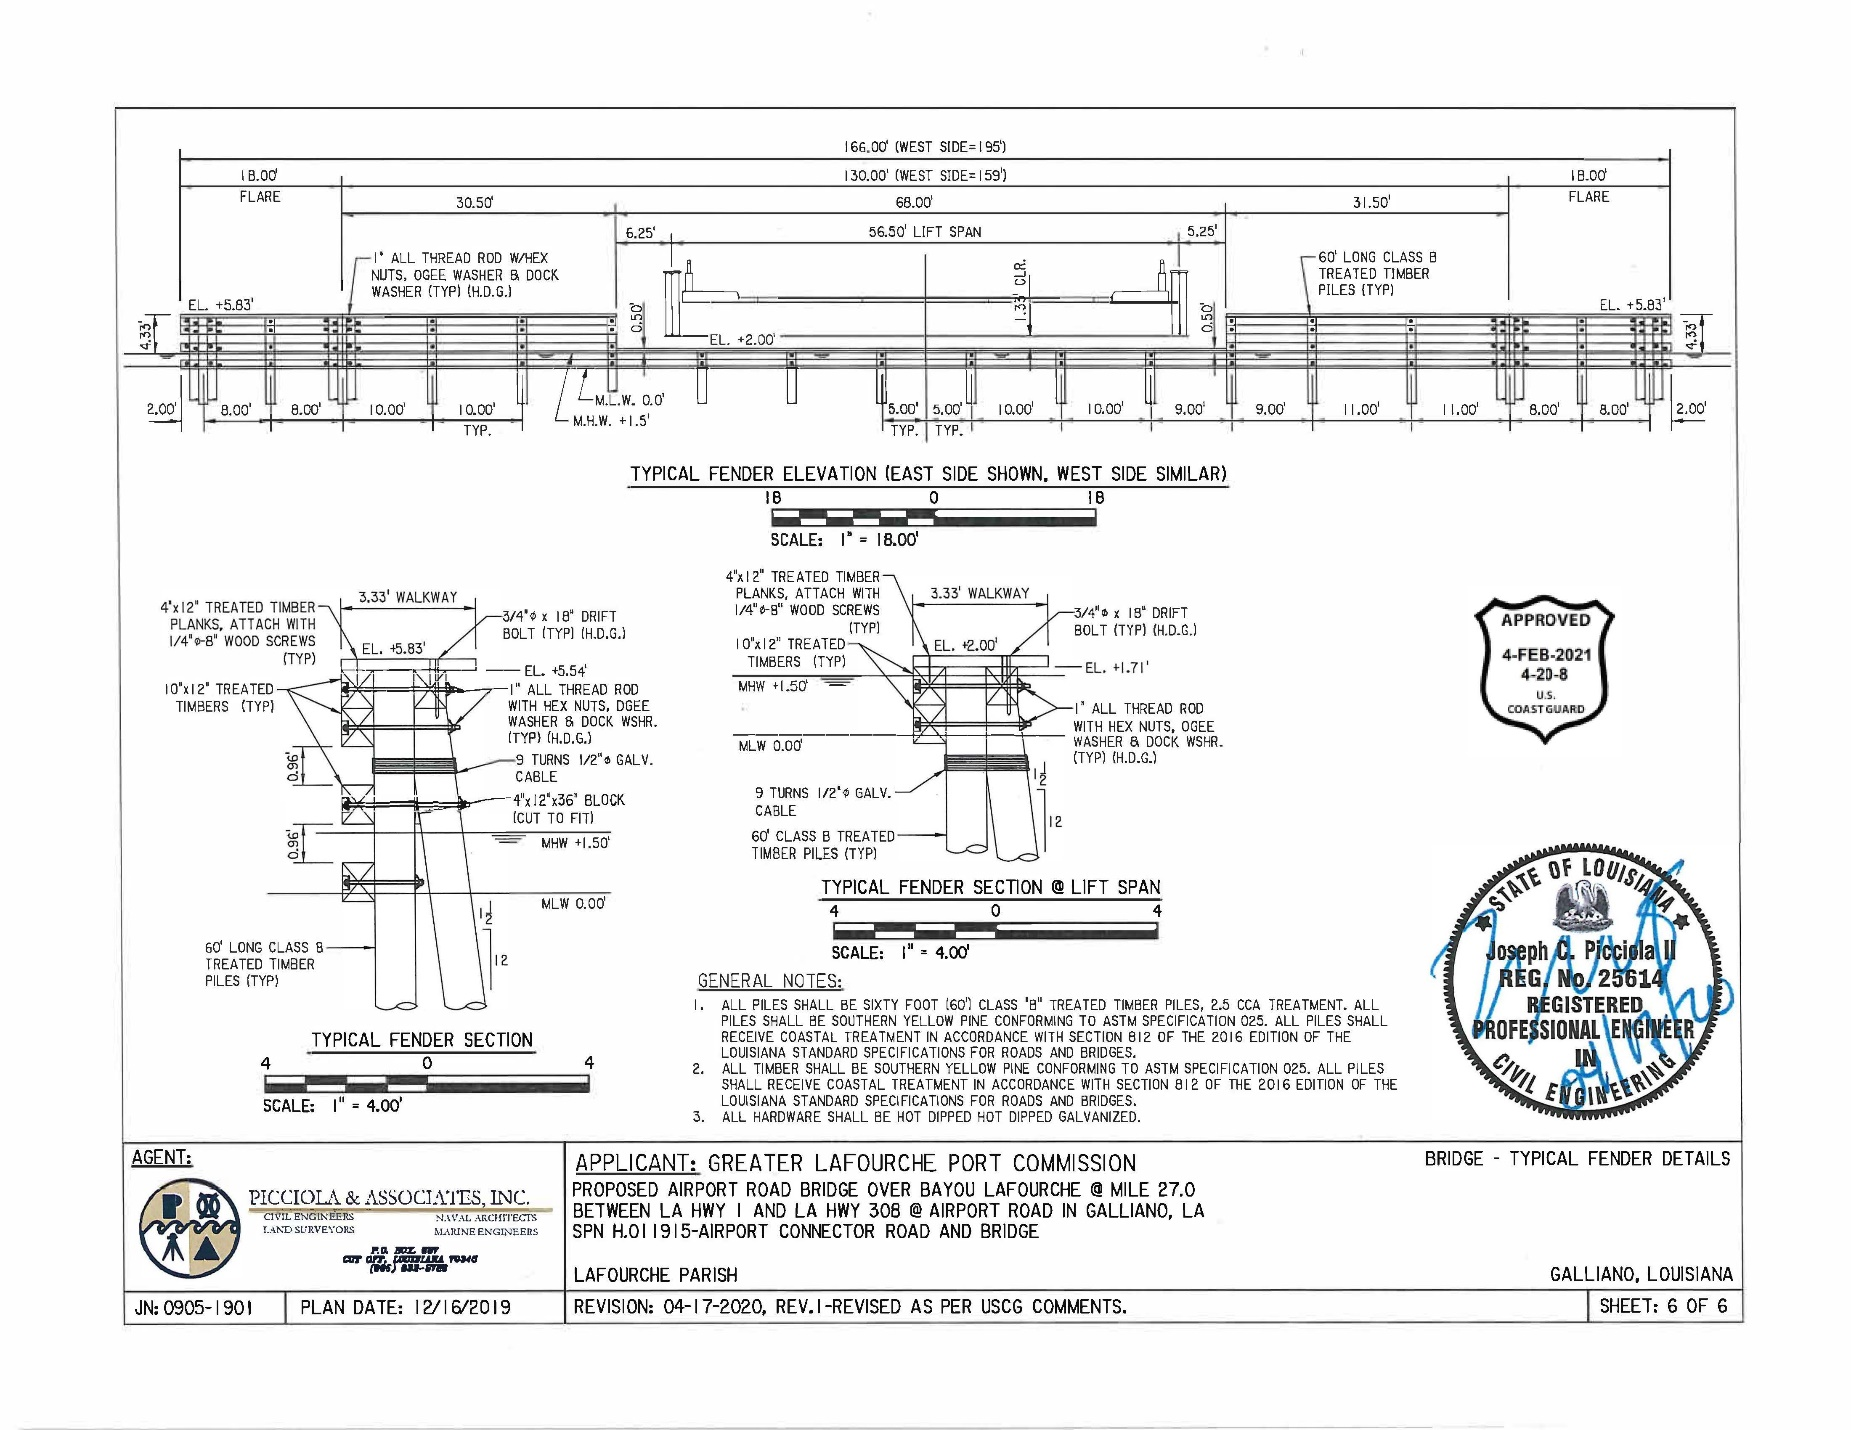 166.00' (WEST SIDE=195')
18.00'
130.00' (WEST SIDE=159')
18.00'
FLARE
30.50'
68.00'
31.50'
FLARE
6.25'
56.50' LIFT SPAN
5.25'
1" ALL THREAD ROD W/HEX
NUTS, OGEE WASHER & DOCK
WASHER (TYP) (H.D.G.)
60' LONG CLASS B
TREATED TIMBER
PILES (TYP)
1.33' CLR.
EL. +5.83'
EL. +5.83'
4.33'
0.50'
0.50'
4.33'
EL. +2.00'
M.L.W. 0.0'
M.H.W. +1.5'
2.00'
8.00'
8.00'
10.00'
10.00'
TYP.
5.00'
TYP.
5.00'
TYP.
10.00'
10.00'
9.00'
9.00'
11.00'
11.00'
8.00'
8.00'
2.00'
TYPICAL FENDER ELEVATION (EAST SIDE SHOWN, WEST SIDE SIMILAR)
18 0 18
SCALE: 1" = 18.00'
4"x12" TREATED TIMBER
PLANKS, ATTACH WITH
1/4"ø-8" WOOD SCREWS
(TYP)
3.33' WALKWAY
3/4"ø x 18" DRIFT
BOLT (TYP) (H.D.G.)
EL. +5.83'
EL. +5.54'
10"x12" TREATED
TIMBERS (TYP)
1" ALL THREAD ROD
WITH HEX NUTS, OGEE
WASHER & DOCK WSHR.
(TYP) (H.D.G.)
0.96'
9 TURNS 1/2"ø GALV.
CABLE
4"x12"x36" BLOCK
(CUT TO FIT)
0.96'
MHW +1.50'
MLW 0.00'
1½
12
60' LONG CLASS B
TREATED TIMBER
PILES (TYP)
TYPICAL FENDER SECTION
4 0 4
SCALE: 1" = 4.00'
4"x12" TREATED TIMBER
PLANKS, ATTACH WITH
1/4"ø-8" WOOD SCREWS
(TYP)
3.33' WALKWAY
3/4"ø x 18" DRIFT
BOLT (TYP) (H.D.G.)
10"x12" TREATED
TIMBERS (TYP)
EL. +2.00'
EL. +1.71'
MHW +1.50'
1" ALL THREAD ROD
WITH HEX NUTS, OGEE
WASHER & DOCK WSHR.
(TYP) (H.D.G.)
MLW 0.00'
1½
9 TURNS 1/2"ø GALV.
CABLE
12
60' CLASS B TREATED
TIMBER PILES (TYP)
TYPICAL FENDER SECTION @ LIFT SPAN
4 0 4
SCALE: 1" = 4.00'
APPROVED
4-FEB-2021
4-20-8
U.S.
COAST GUARD
STATE OF LOUISIANA
Joseph C. Picciola II
REG. No. 25614
REGISTERED
PROFESSIONAL ENGINEER
IN
CIVIL ENGINEERING
GENERAL NOTES:
1. ALL PILES SHALL BE SIXTY FOOT (60') CLASS "B" TREATED TIMBER PILES, 2.5 CCA TREATMENT. ALL
PILES SHALL BE SOUTHERN YELLOW PINE CONFORMING TO ASTM SPECIFICATION 025. ALL PILES SHALL
RECEIVE COASTAL TREATMENT IN ACCORDANCE WITH SECTION 812 OF THE 2016 EDITION OF THE
LOUISIANA STANDARD SPECIFICATIONS FOR ROADS AND BRIDGES.
2. ALL TIMBER SHALL BE SOUTHERN YELLOW PINE CONFORMING TO ASTM SPECIFICATION 025. ALL PILES
SHALL RECEIVE COASTAL TREATMENT IN ACCORDANCE WITH SECTION 812 OF THE 2016 EDITION OF THE
LOUISIANA STANDARD SPECIFICATIONS FOR ROADS AND BRIDGES.
3. ALL HARDWARE SHALL BE HOT DIPPED HOT DIPPED GALVANIZED.
AGENT:
P
PICCIOLA & ASSOCIATES, INC.
CIVIL ENGINEERS NAVAL ARCHITECTS
LAND SURVEYORS MARINE ENGINEERS
P.O. BOX
CUT OFF, LOUISIANA 70345
APPLICANT: GREATER LAFOURCHE PORT COMMISSION
PROPOSED AIRPORT ROAD BRIDGE OVER BAYOU LAFOURCHE @ MILE 27.0
BETWEEN LA HWY 1 AND LA HWY 308 @ AIRPORT ROAD IN GALLIANO, LA
SPN H.011915-AIRPORT CONNECTOR ROAD AND BRIDGE
LAFOURCHE PARISH
BRIDGE - TYPICAL FENDER DETAILS
GALLIANO, LOUISIANA
JN: 0905-1901
PLAN DATE: 12/16/2019
REVISION: 04-17-2020, REV.1-REVISED AS PER USCG COMMENTS.
SHEET: 6 OF 6